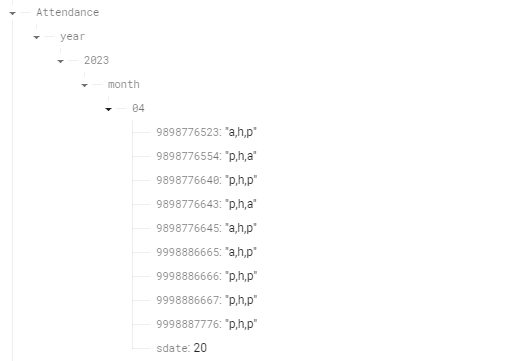 Attendance
year
2023
month
04
9898776523: "a,h,p"
9898776554: "p,h,a"
9898776640: "p,h,p"
9898776643: "p,h,a"
9898776645: "a,h,p"
9998886665: "a,h,p"
9998886666: "p,h,p"
9998886667: "p,h,p"
9998887776: "p,h,p"
sdate: 20